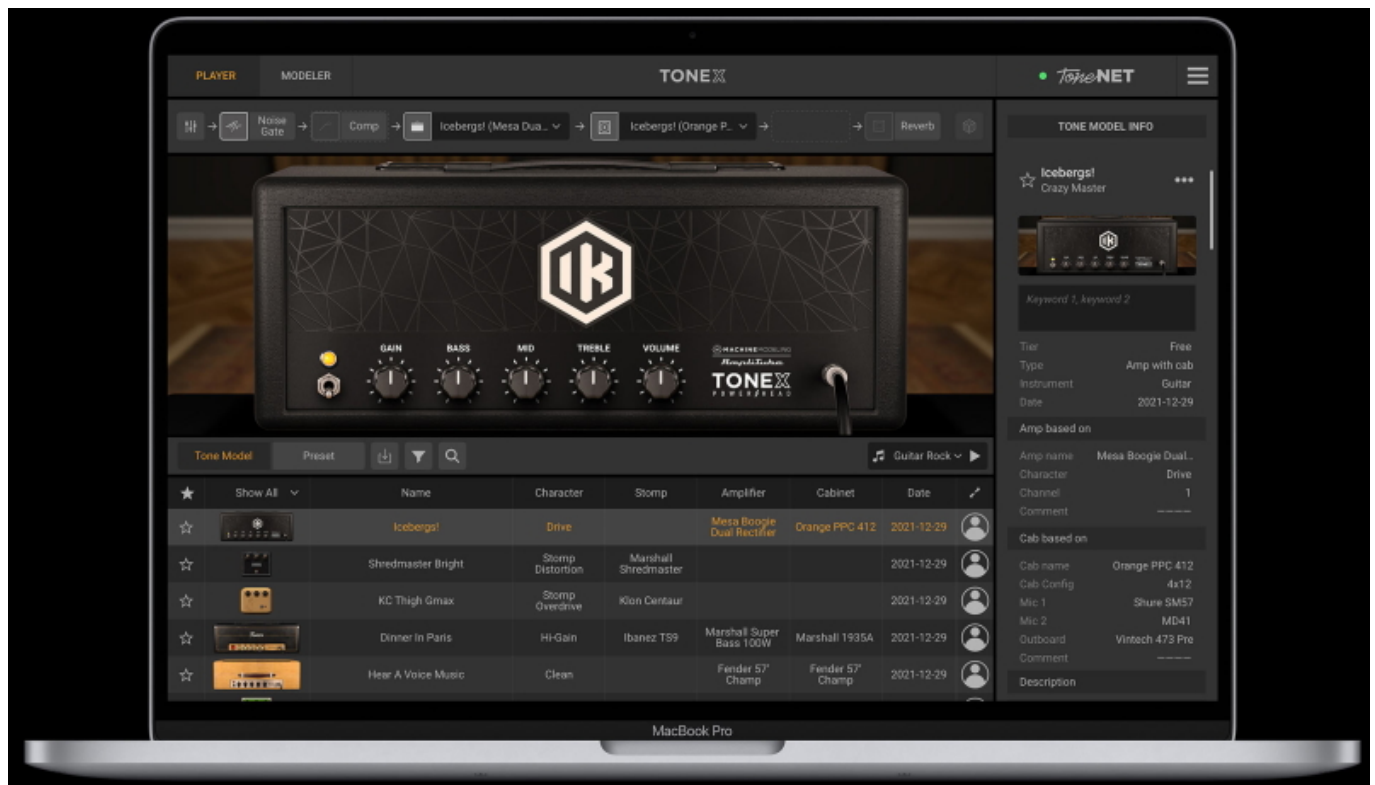 PLAYER
MODELER
TONEX
ToneNET
Noise
Gate
Comp
Icebergs! (Mesa Dua...
Icebergs! (Orange P...
Reverb
TONE MODEL INFO
Icebergs!
Crazy Master
IK
GAIN
BASS
MID
TREBLE
VOLUME
MACHINE MODELING
AmpliTube
TONEX
POWERHEAD
Keyword 1, keyword 2
Tier Free
Type Amp with cab
Instrument Guitar
Date 2021-12-29
Amp based on
Amp name Mesa Boogie Dual..
Character Drive
Channel 1
Comment ————
Cab based on
Cab name Orange PPC 412
Cab Config 4x12
Mic 1 Shure SM57
Mic 2 MD41
Outboard Vintech 473 Pre
Comment ————
Description
Tone Model
Preset
Guitar Rock
Show All Name Character Stomp Amplifier Cabinet Date
Icebergs! Drive Mesa Boogie Dual Rectifier Orange PPC 412 2021-12-29
Shredmaster Bright Stomp Distortion Marshall Shredmaster 2021-12-29
KC Thigh Gmax Stomp Overdrive Klon Centaur 2021-12-29
Dinner In Paris Hi-Gain Ibanez TS9 Marshall Super Bass 100W Marshall 1935A 2021-12-29
Hear A Voice Music Clean Fender 57' Champ Fender 57' Champ 2021-12-29
MacBook Pro